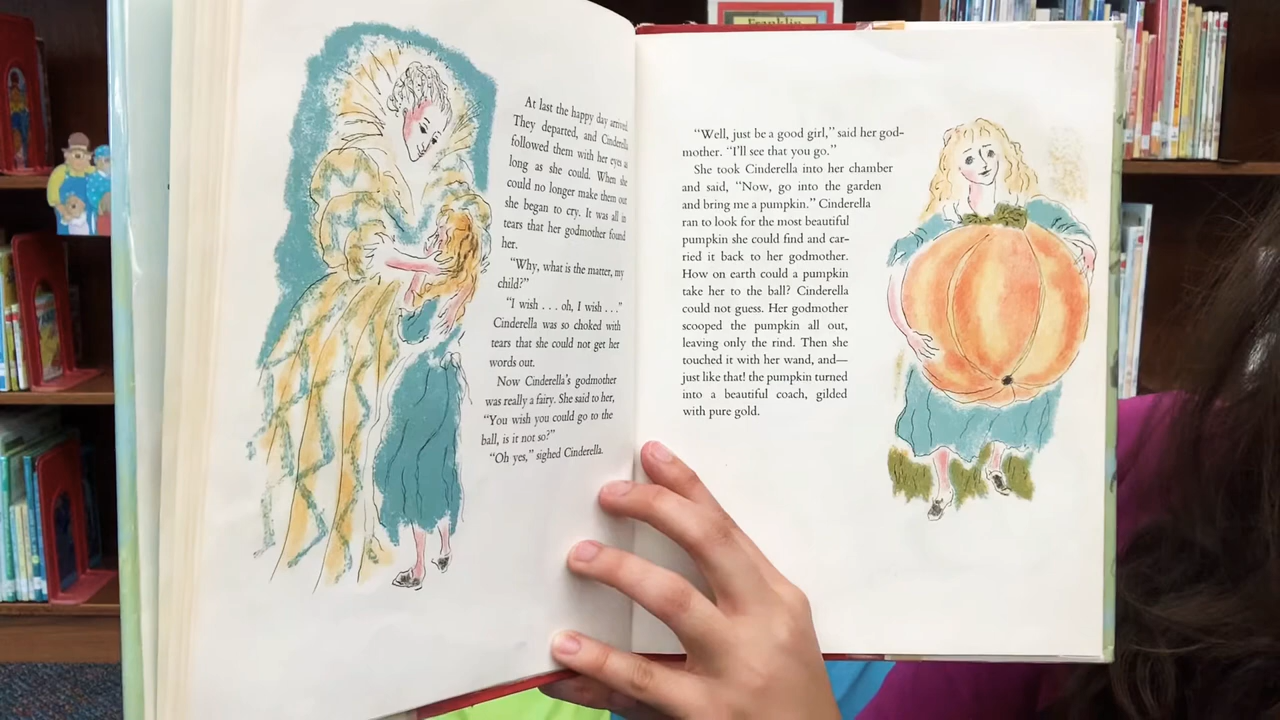 Franklin
At last the happy day arrived.
They departed, and Cinderella
followed them with her eyes as
long as she could. When she
could no longer make them out
she began to cry. It was all in
tears that her godmother found
her.
"Why, what is the matter, my
child?"
"I wish . . . oh, I wish . . ."
Cinderella was so choked with
tears that she could not get her
words out.
Now Cinderella's godmother
was really a fairy. She said to her,
"You wish you could go to the
ball, is it not so?"
"Oh yes," sighed Cinderella.
"Well, just be a good girl," said her god-
mother. "I'll see that you go."
She took Cinderella into her chamber
and said, "Now, go into the garden
and bring me a pumpkin." Cinderella
ran to look for the most beautiful
pumpkin she could find and car-
ried it back to her godmother.
How on earth could a pumpkin
take her to the ball? Cinderella
could not guess. Her godmother
scooped the pumpkin all out,
leaving only the rind. Then she
touched it with her wand, and—
just like that! the pumpkin turned
into a beautiful coach, gilded
with pure gold.